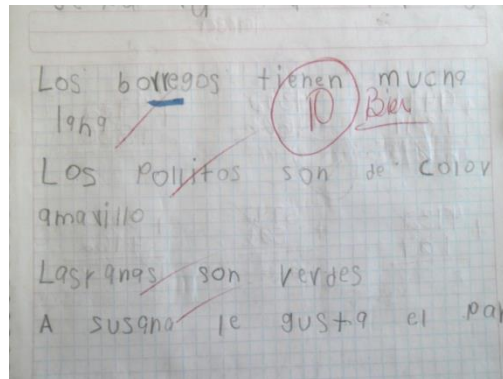 Los borregos tienen mucha
lana
10 Bien
Los pollitos son de color
amarillo
Las ranas son verdes
A susana le gusta el pan